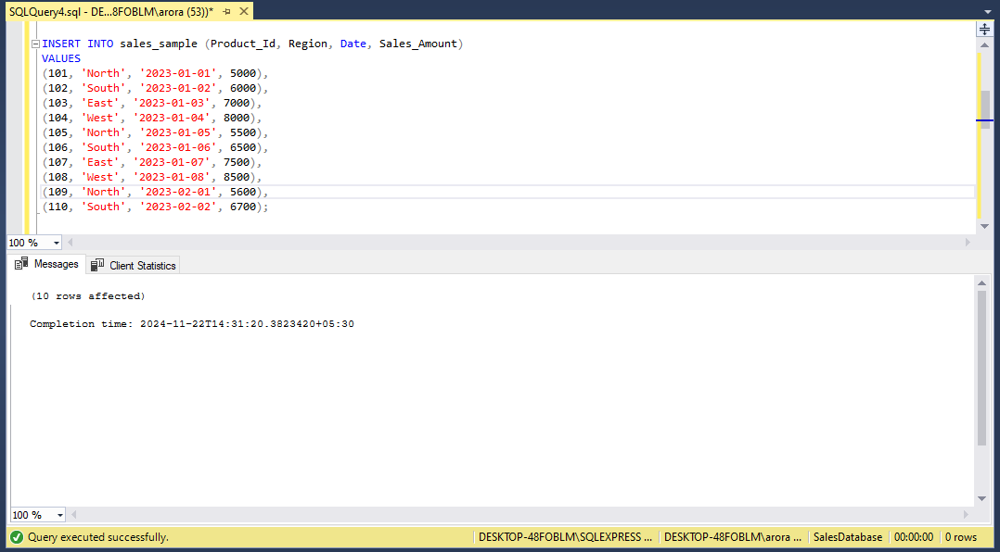 SQLQuery4.sql - DE...8FOBLM\arora (53))*
INSERT INTO sales_sample (Product_Id, Region, Date, Sales_Amount)
VALUES
(101, 'North', '2023-01-01', 5000),
(102, 'South', '2023-01-02', 6000),
(103, 'East', '2023-01-03', 7000),
(104, 'West', '2023-01-04', 8000),
(105, 'North', '2023-01-05', 5500),
(106, 'South', '2023-01-06', 6500),
(107, 'East', '2023-01-07', 7500),
(108, 'West', '2023-01-08', 8500),
(109, 'North', '2023-02-01', 5600),
(110, 'South', '2023-02-02', 6700);
100 %
Messages Client Statistics
(10 rows affected)
Completion time: 2024-11-22T14:31:20.3823420+05:30
100 %
Query executed successfully. DESKTOP-48FOBLM\SQLEXPRESS ... DESKTOP-48FOBLM\arora ... SalesDatabase 00:00:00 0 rows